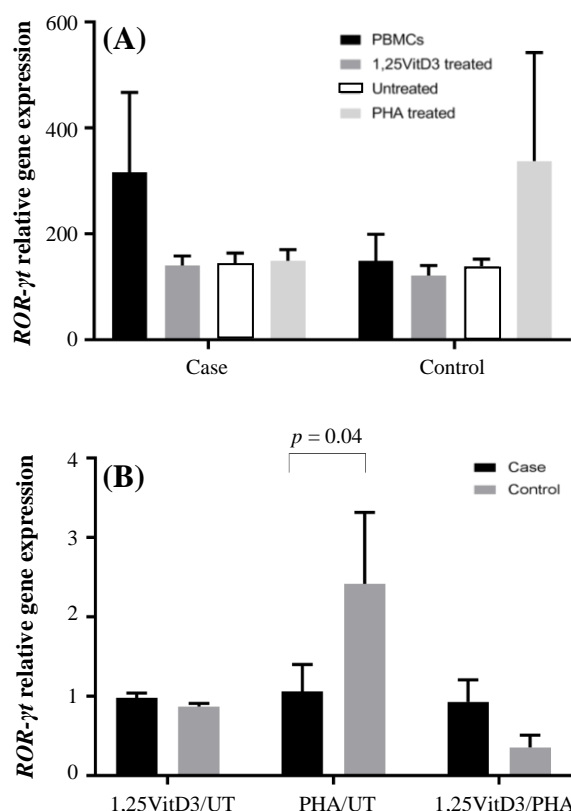 (A)
600
400
200
0
ROR-γt relative gene expression
PBMCs
1,25VitD3 treated
Untreated
PHA treated
Case
Control
(B)
p = 0.04
4
3
2
1
0
ROR-γt relative gene expression
Case
Control
1,25VitD3/UT
PHA/UT
1,25VitD3/PHA